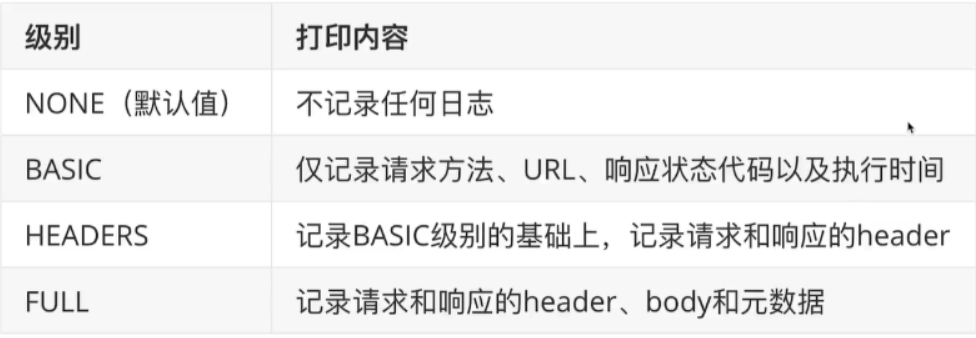 级别 打印内容
NONE（默认值） 不记录任何日志
BASIC 仅记录请求方法、URL、响应状态代码以及执行时间
HEADERS 记录BASIC级别的基础上，记录请求和响应的header
FULL 记录请求和响应的header、body和元数据